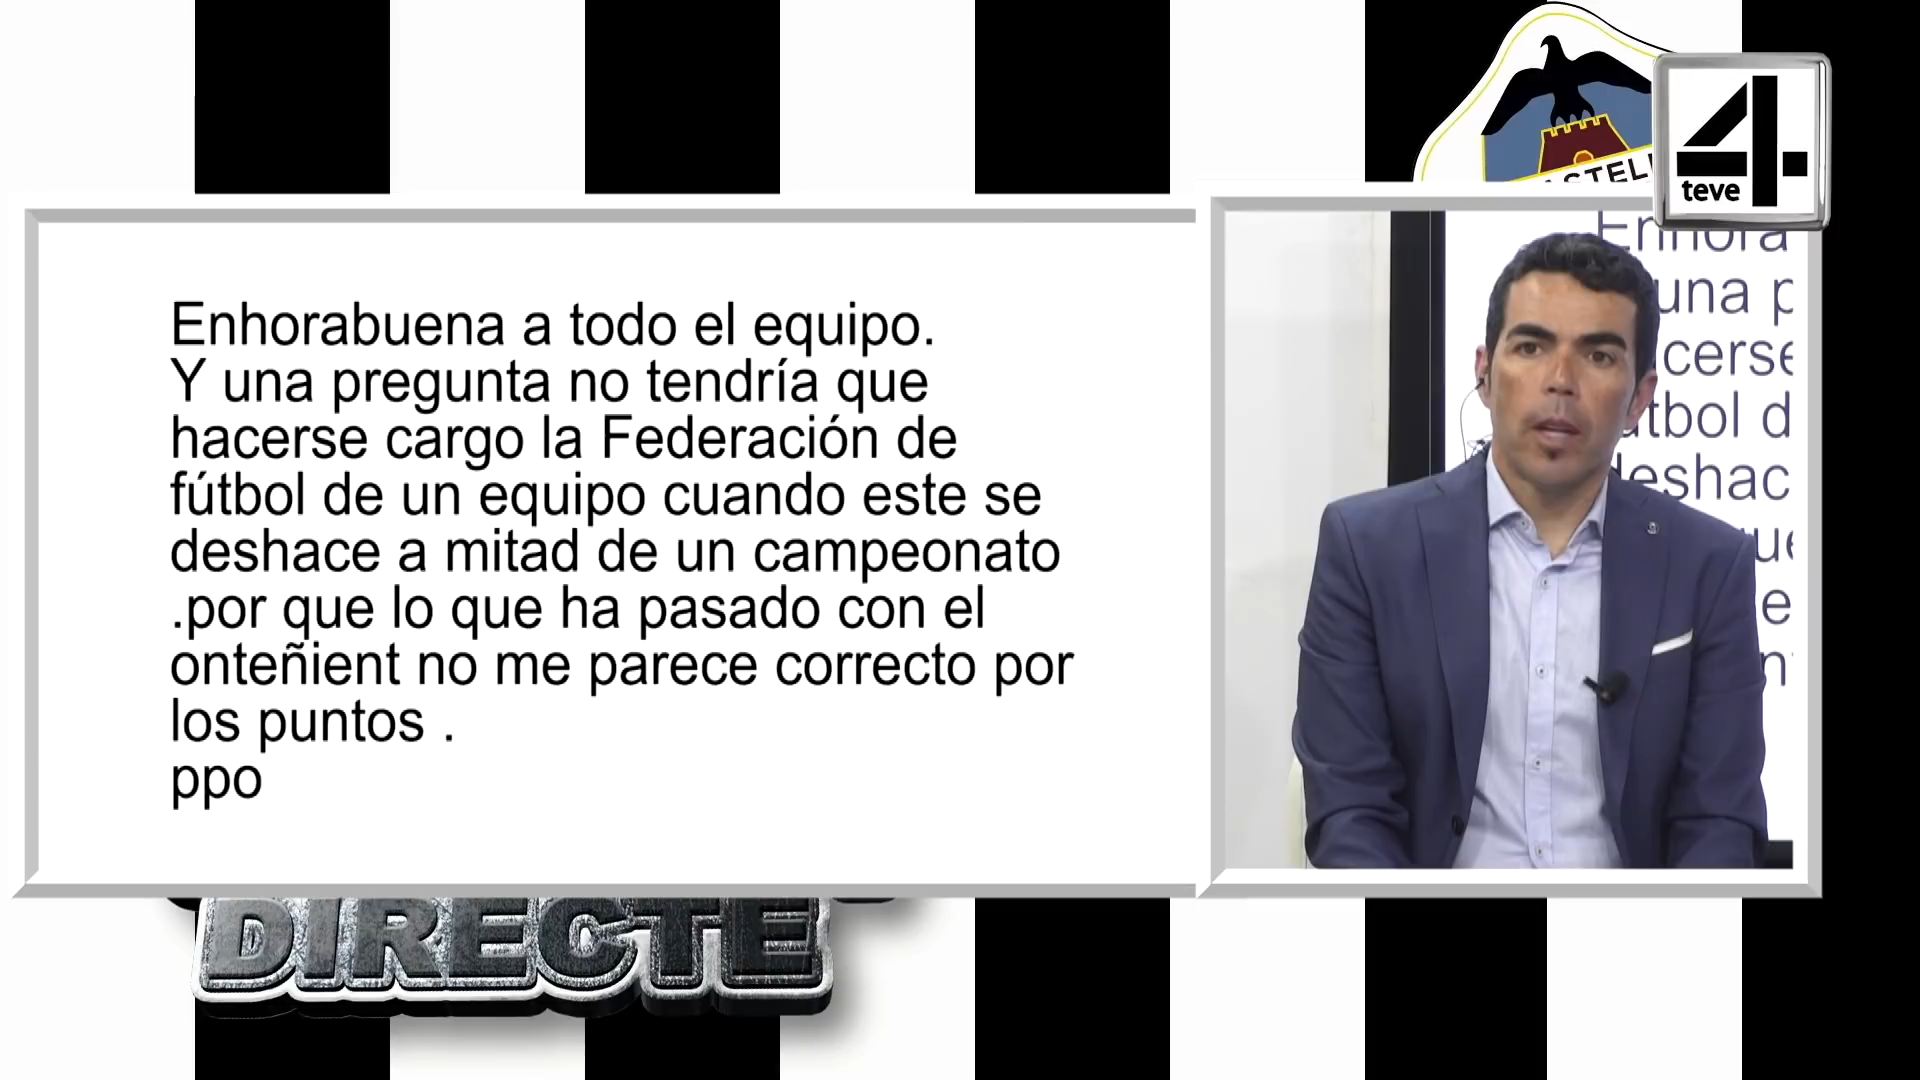 Enhorabuena a todo el equipo.
Y una pregunta no tendría que
hacerse cargo la Federación de
fútbol de un equipo cuando este se
deshace a mitad de un campeonato
.por que lo que ha pasado con el
onteñient no me parece correcto por
los puntos .
ppo
4
teve
DIRECTE